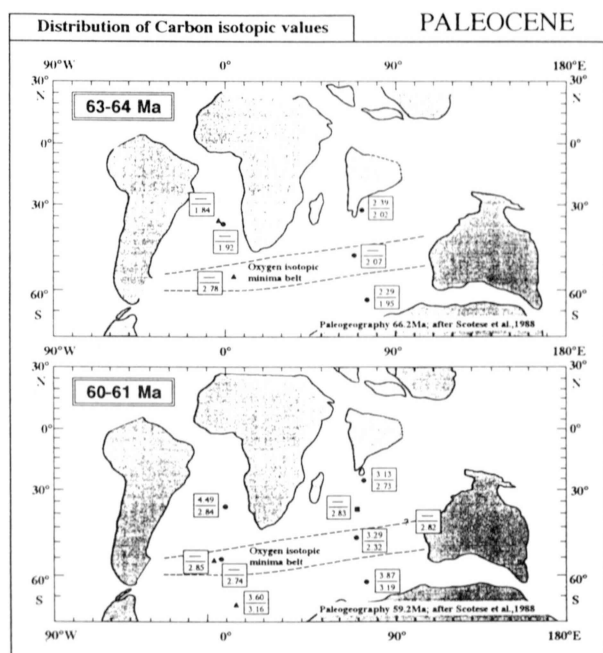 Distribution of Carbon isotopic values
PALEOCENE
90°W 0° 90° 180°E
30° 30°
N N
63-64 Ma
0° 0°
1.84
2.39
2.02
30° 30°
1.92
2.07
Oxygen isotopic
minima belt
2.78
2.29
1.95
60° 60°
S S
Paleogeography 66.2Ma; after Scotese et al.,1988
90°W 0° 90° 180°E
30° 30°
N N
60-61 Ma
0° 0°
3.13
2.73
30° 30°
4.49
2.84
2.83
2.82
3.29
2.32
Oxygen isotopic
minima belt
2.85
2.74
3.87
3.19
60° 60°
3.60
3.16
S S
Paleogeography 59.2Ma; after Scotese et al.,1988
90°W 0° 90° 180°E